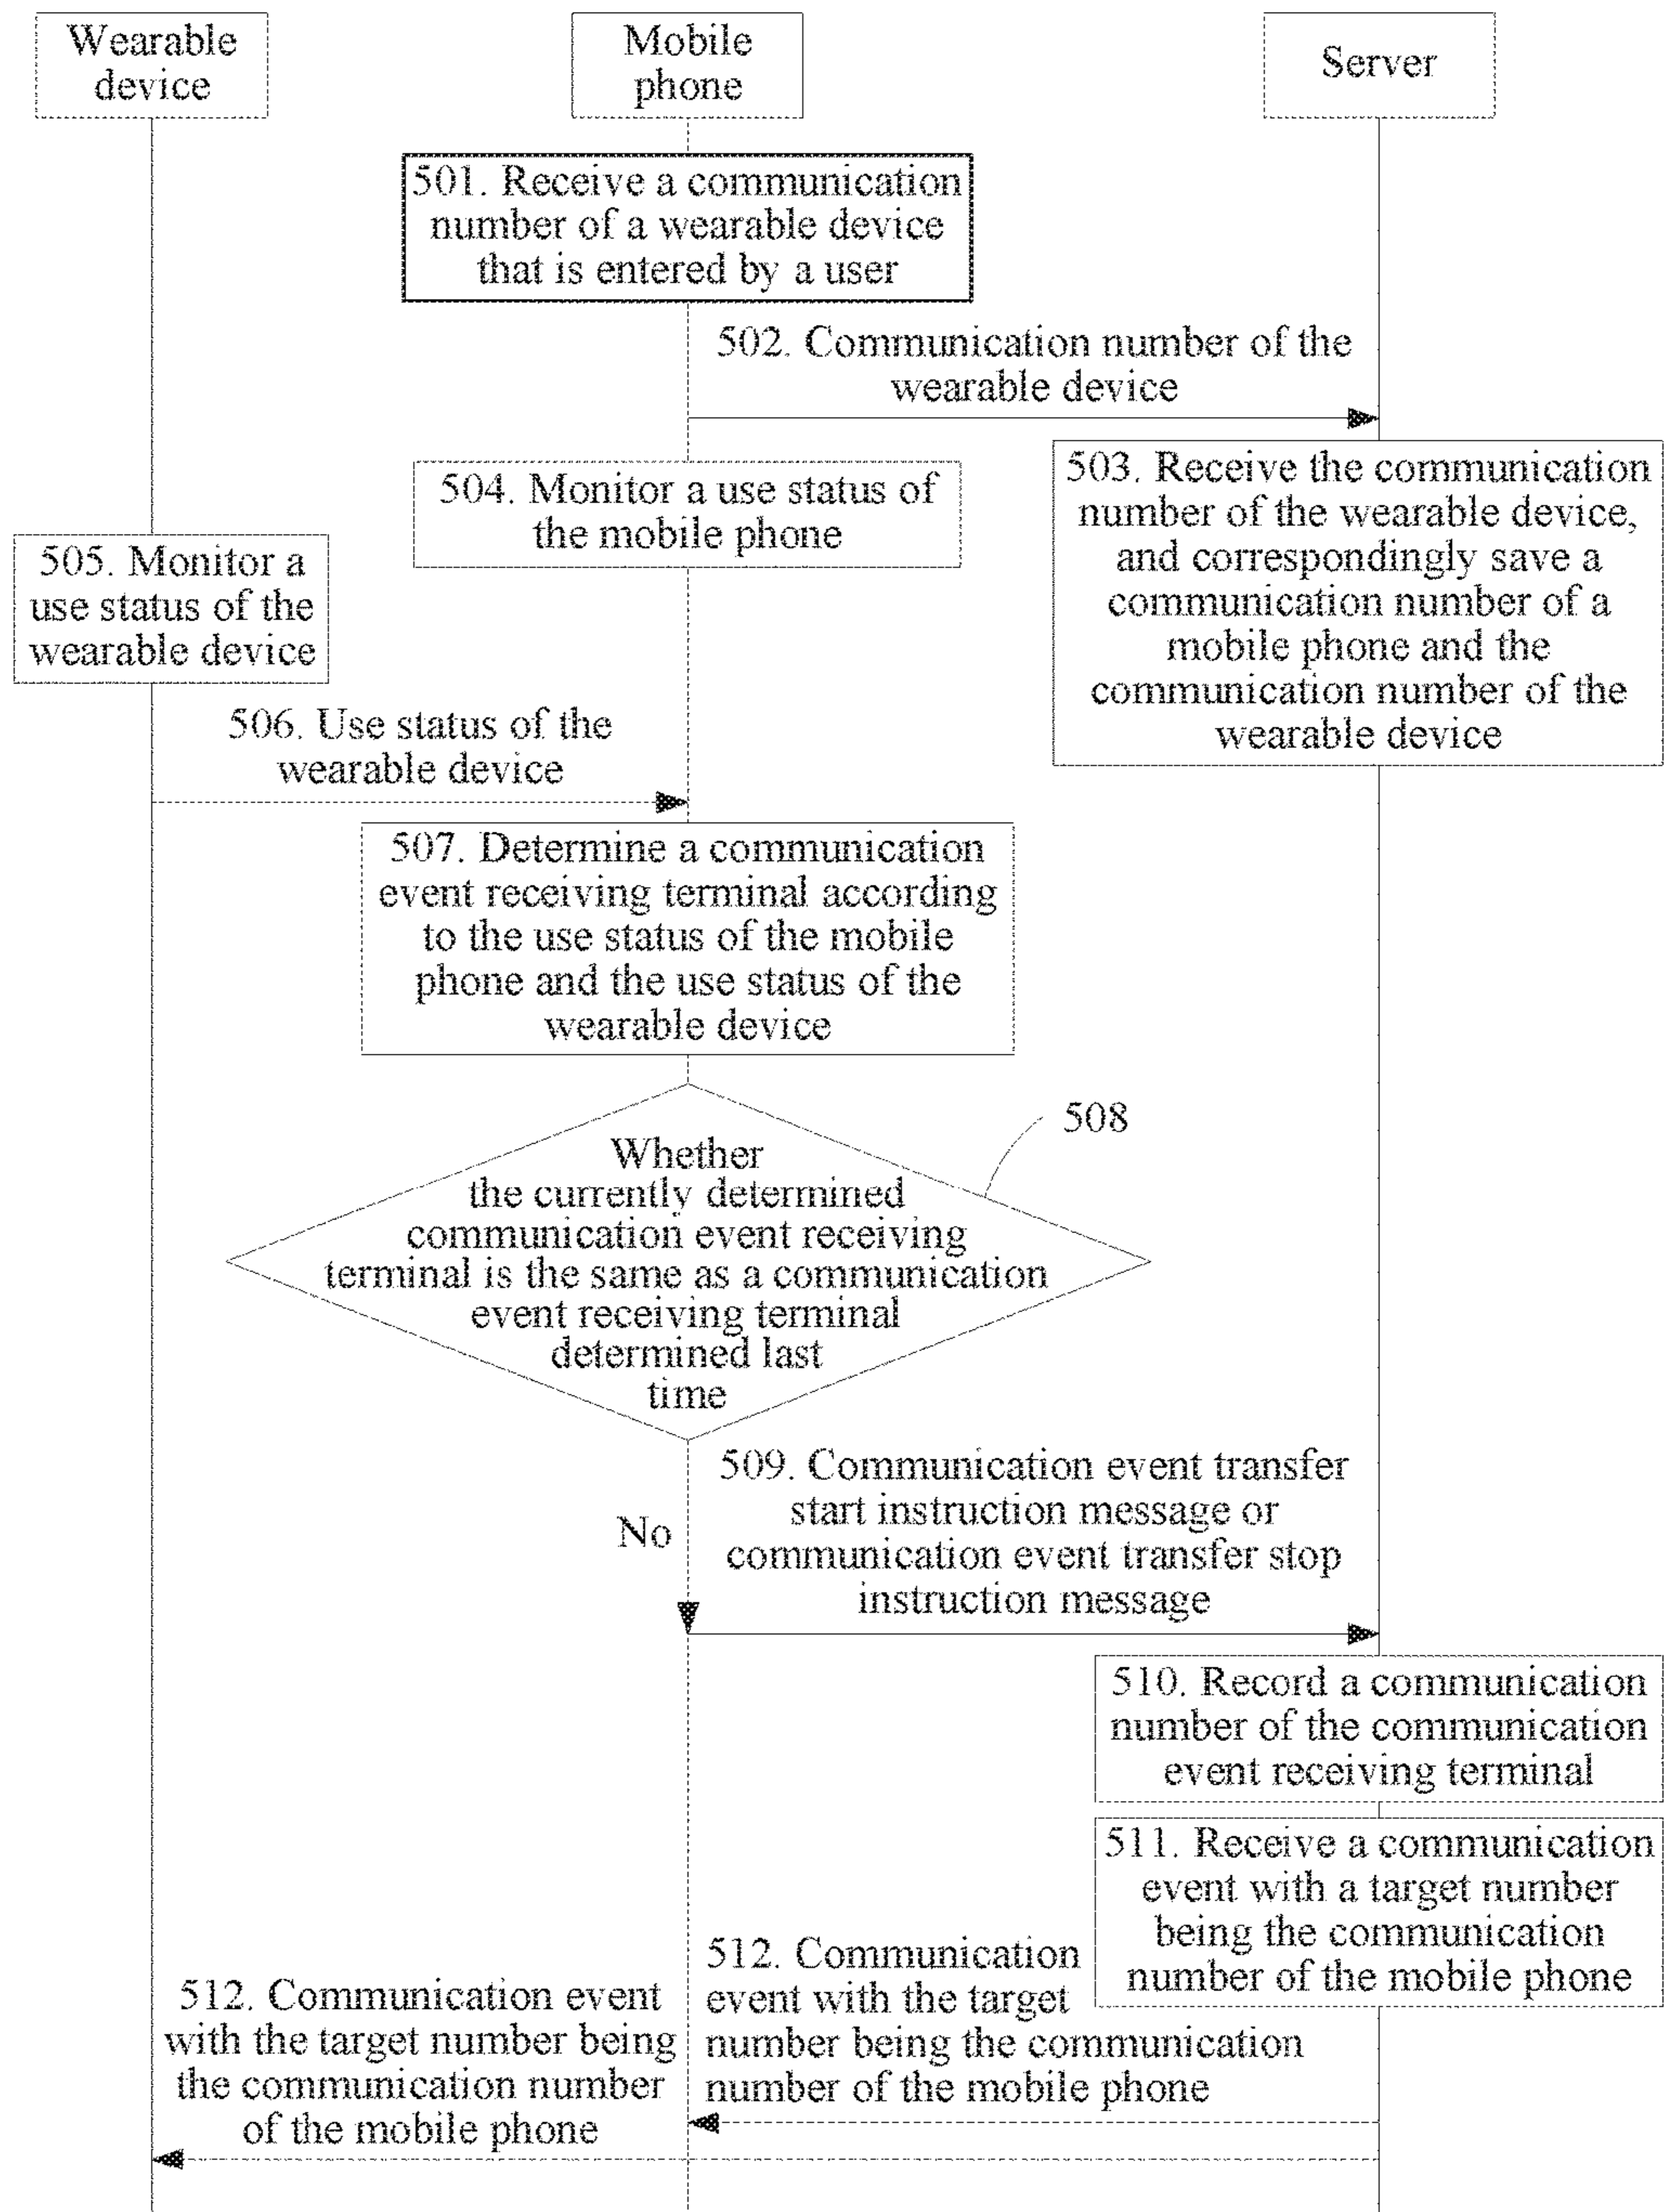 Wearable
device
Mobile
phone
Server
501. Receive a communication
number of a wearable device
that is entered by a user
502. Communication number of the
wearable device
503. Receive the communication
number of the wearable device,
and correspondingly save a
communication number of a
mobile phone and the
communication number of the
wearable device
504. Monitor a use status of
the mobile phone
505. Monitor a
use status of the
wearable device
506. Use status of the
wearable device
507. Determine a communication
event receiving terminal according
to the use status of the mobile
phone and the use status of the
wearable device
508
Whether
the currently determined
communication event receiving
terminal is the same as a communication
event receiving terminal
determined last
time
No
509. Communication event transfer
start instruction message or
communication event transfer stop
instruction message
510. Record a communication
number of the communication
event receiving terminal
511. Receive a communication
event with a target number
being the communication
number of the mobile phone
512. Communication
event with the target
number being the communication
number of the mobile phone
512. Communication event
with the target number being
the communication number
of the mobile phone